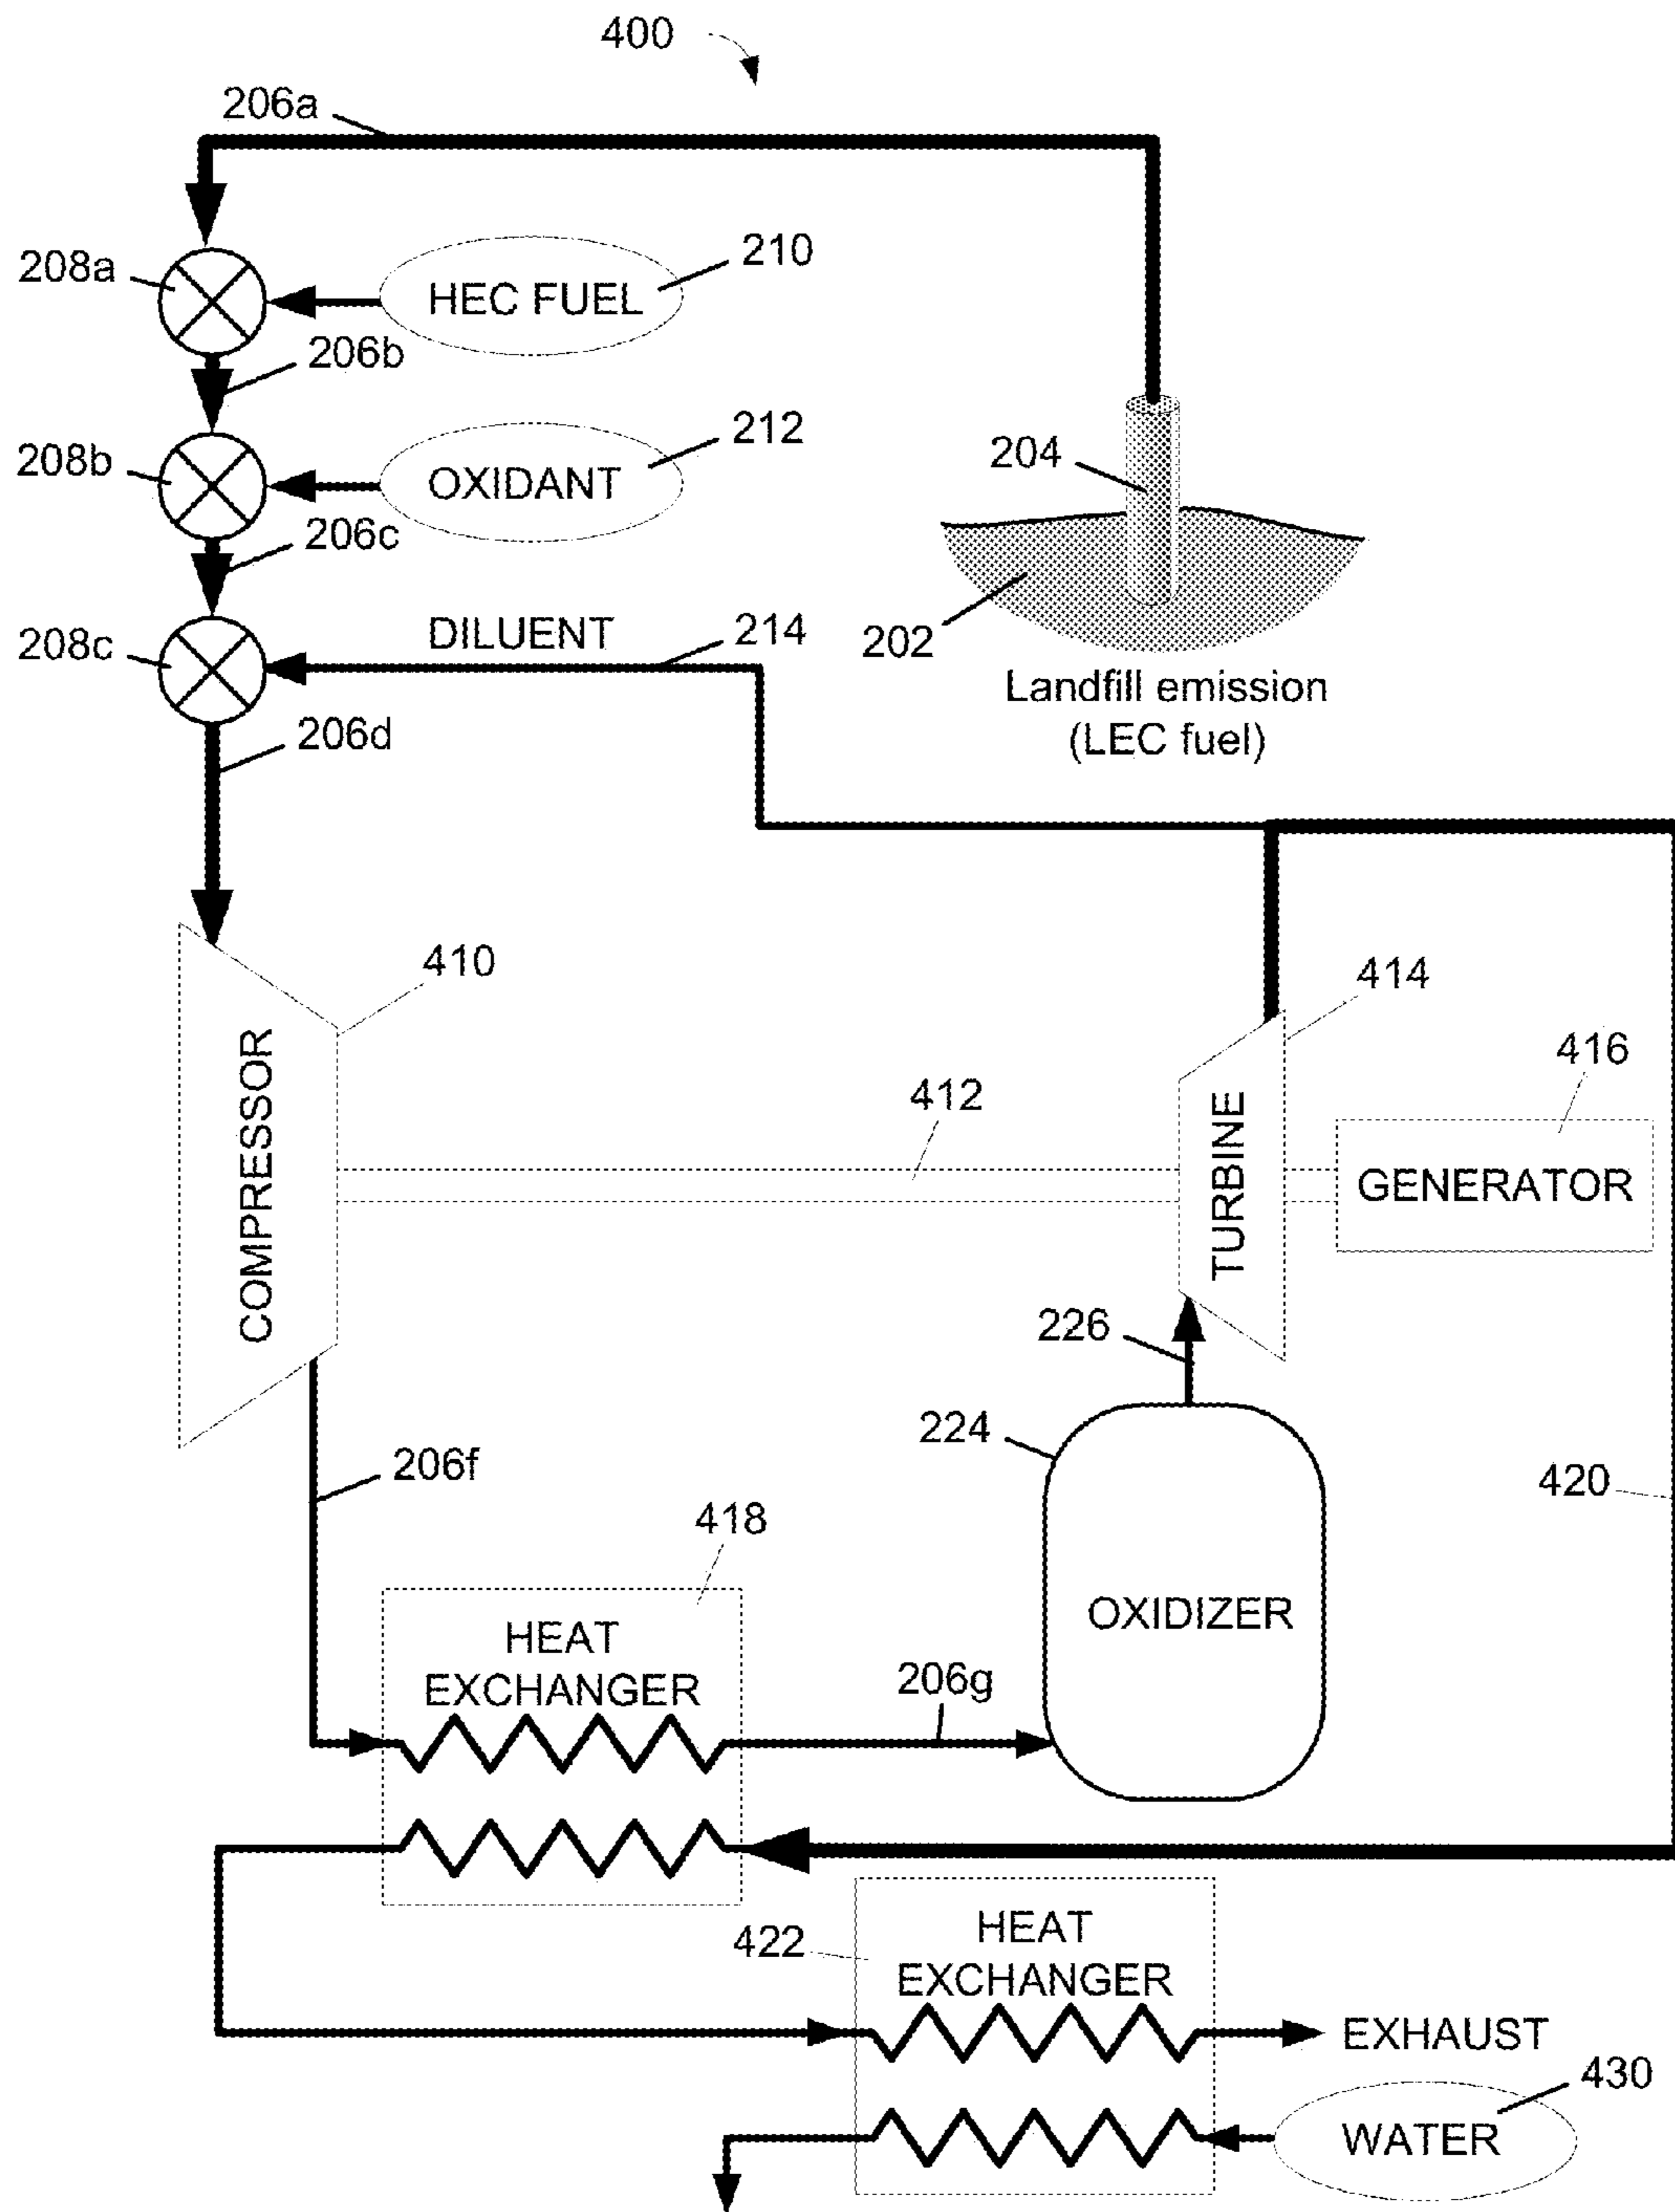 400
206a
208a
HEC FUEL
210
206b
208b
OXIDANT
212
204
206c
208c
DILUENT
214
202
Landfill emission
(LEC fuel)
206d
410
414
COMPRESSOR
412
TURBINE
416
GENERATOR
226
224
206f
420
418
HEAT
EXCHANGER
206g
OXIDIZER
422
HEAT
EXCHANGER
EXHAUST
430
WATER